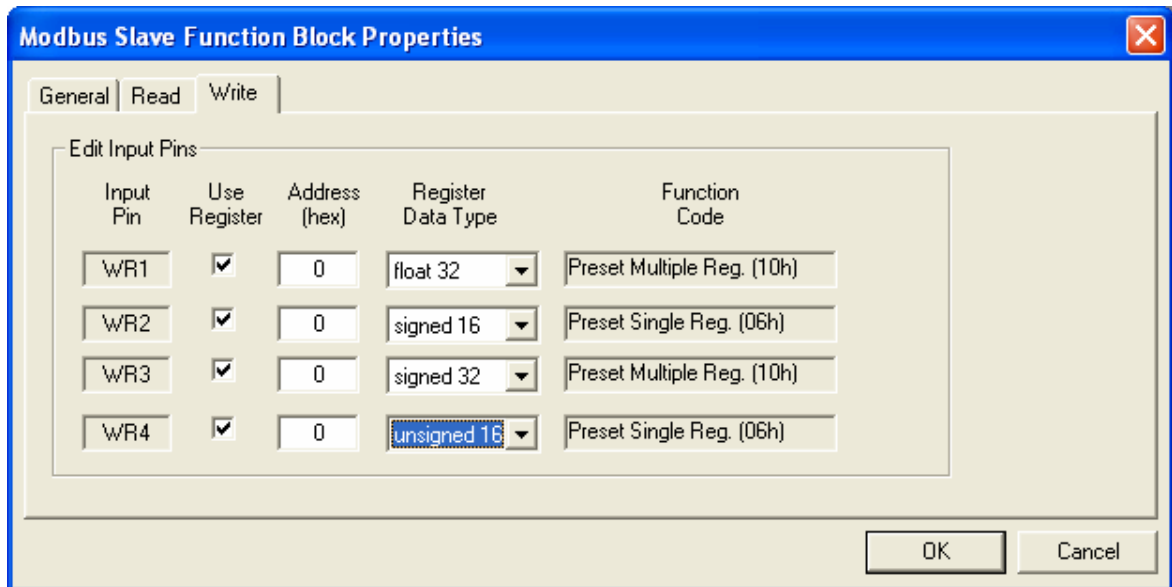 Modbus Slave Function Block Properties
General Read Write
Edit Input Pins
Input Pin Use Register Address (hex) Register Data Type Function Code
WR1 0 float 32 Preset Multiple Reg. (10h)
WR2 0 signed 16 Preset Single Reg. (06h)
WR3 0 signed 32 Preset Multiple Reg. (10h)
WR4 0 unsigned 16 Preset Single Reg. (06h)
OK Cancel